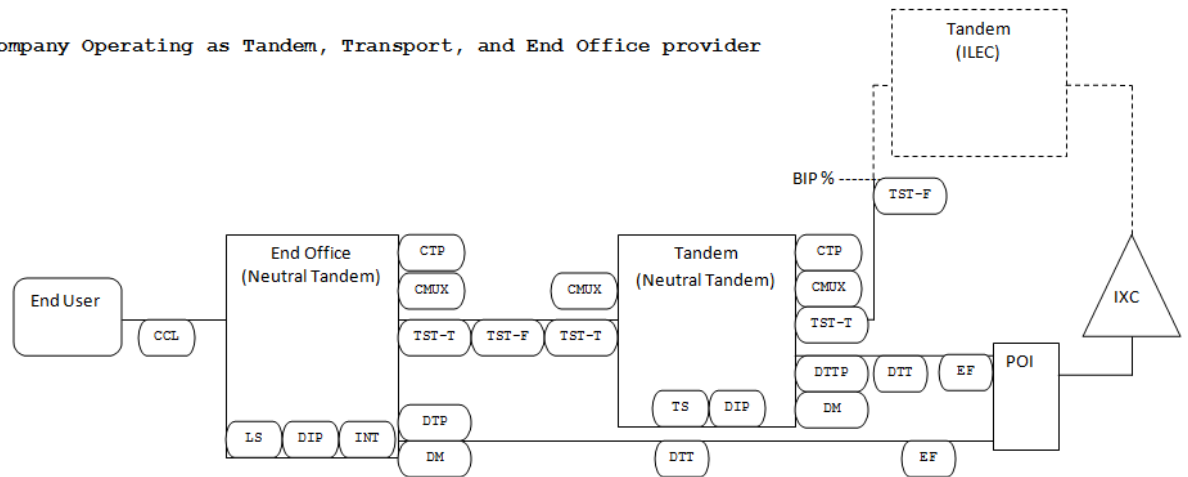 ompany Operating as Tandem, Transport, and End Office provider
Tandem
(ILEC)
BIP %
TST-F
End Office
(Neutral Tandem)
CTP
CMUX
CMUX
Tandem
(Neutral Tandem)
CTP
CMUX
TST-T
End User
CCL
TST-T
TST-F
TST-T
IXC
DTTP
DTT
EF
POI
LS
DIP
INT
DTP
DM
TS
DIP
DM
DTT
EF